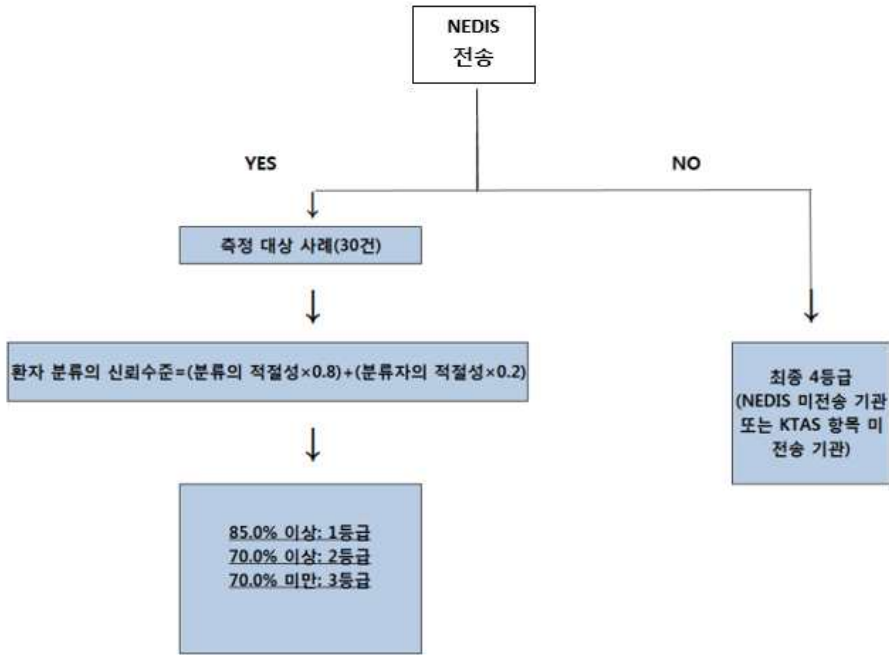 NEDIS
전송
YES
NO
측정 대상 사례(30건)
환자 분류의 신뢰수준=(분류의 적절성×0.8)+(분류자의 적절성×0.2)
최종 4등급
(NEDIS 미전송 기관
또는 KTAS 항목 미
전송 기관)
85.0% 이상: 1등급
70.0% 이상: 2등급
70.0% 미만: 3등급